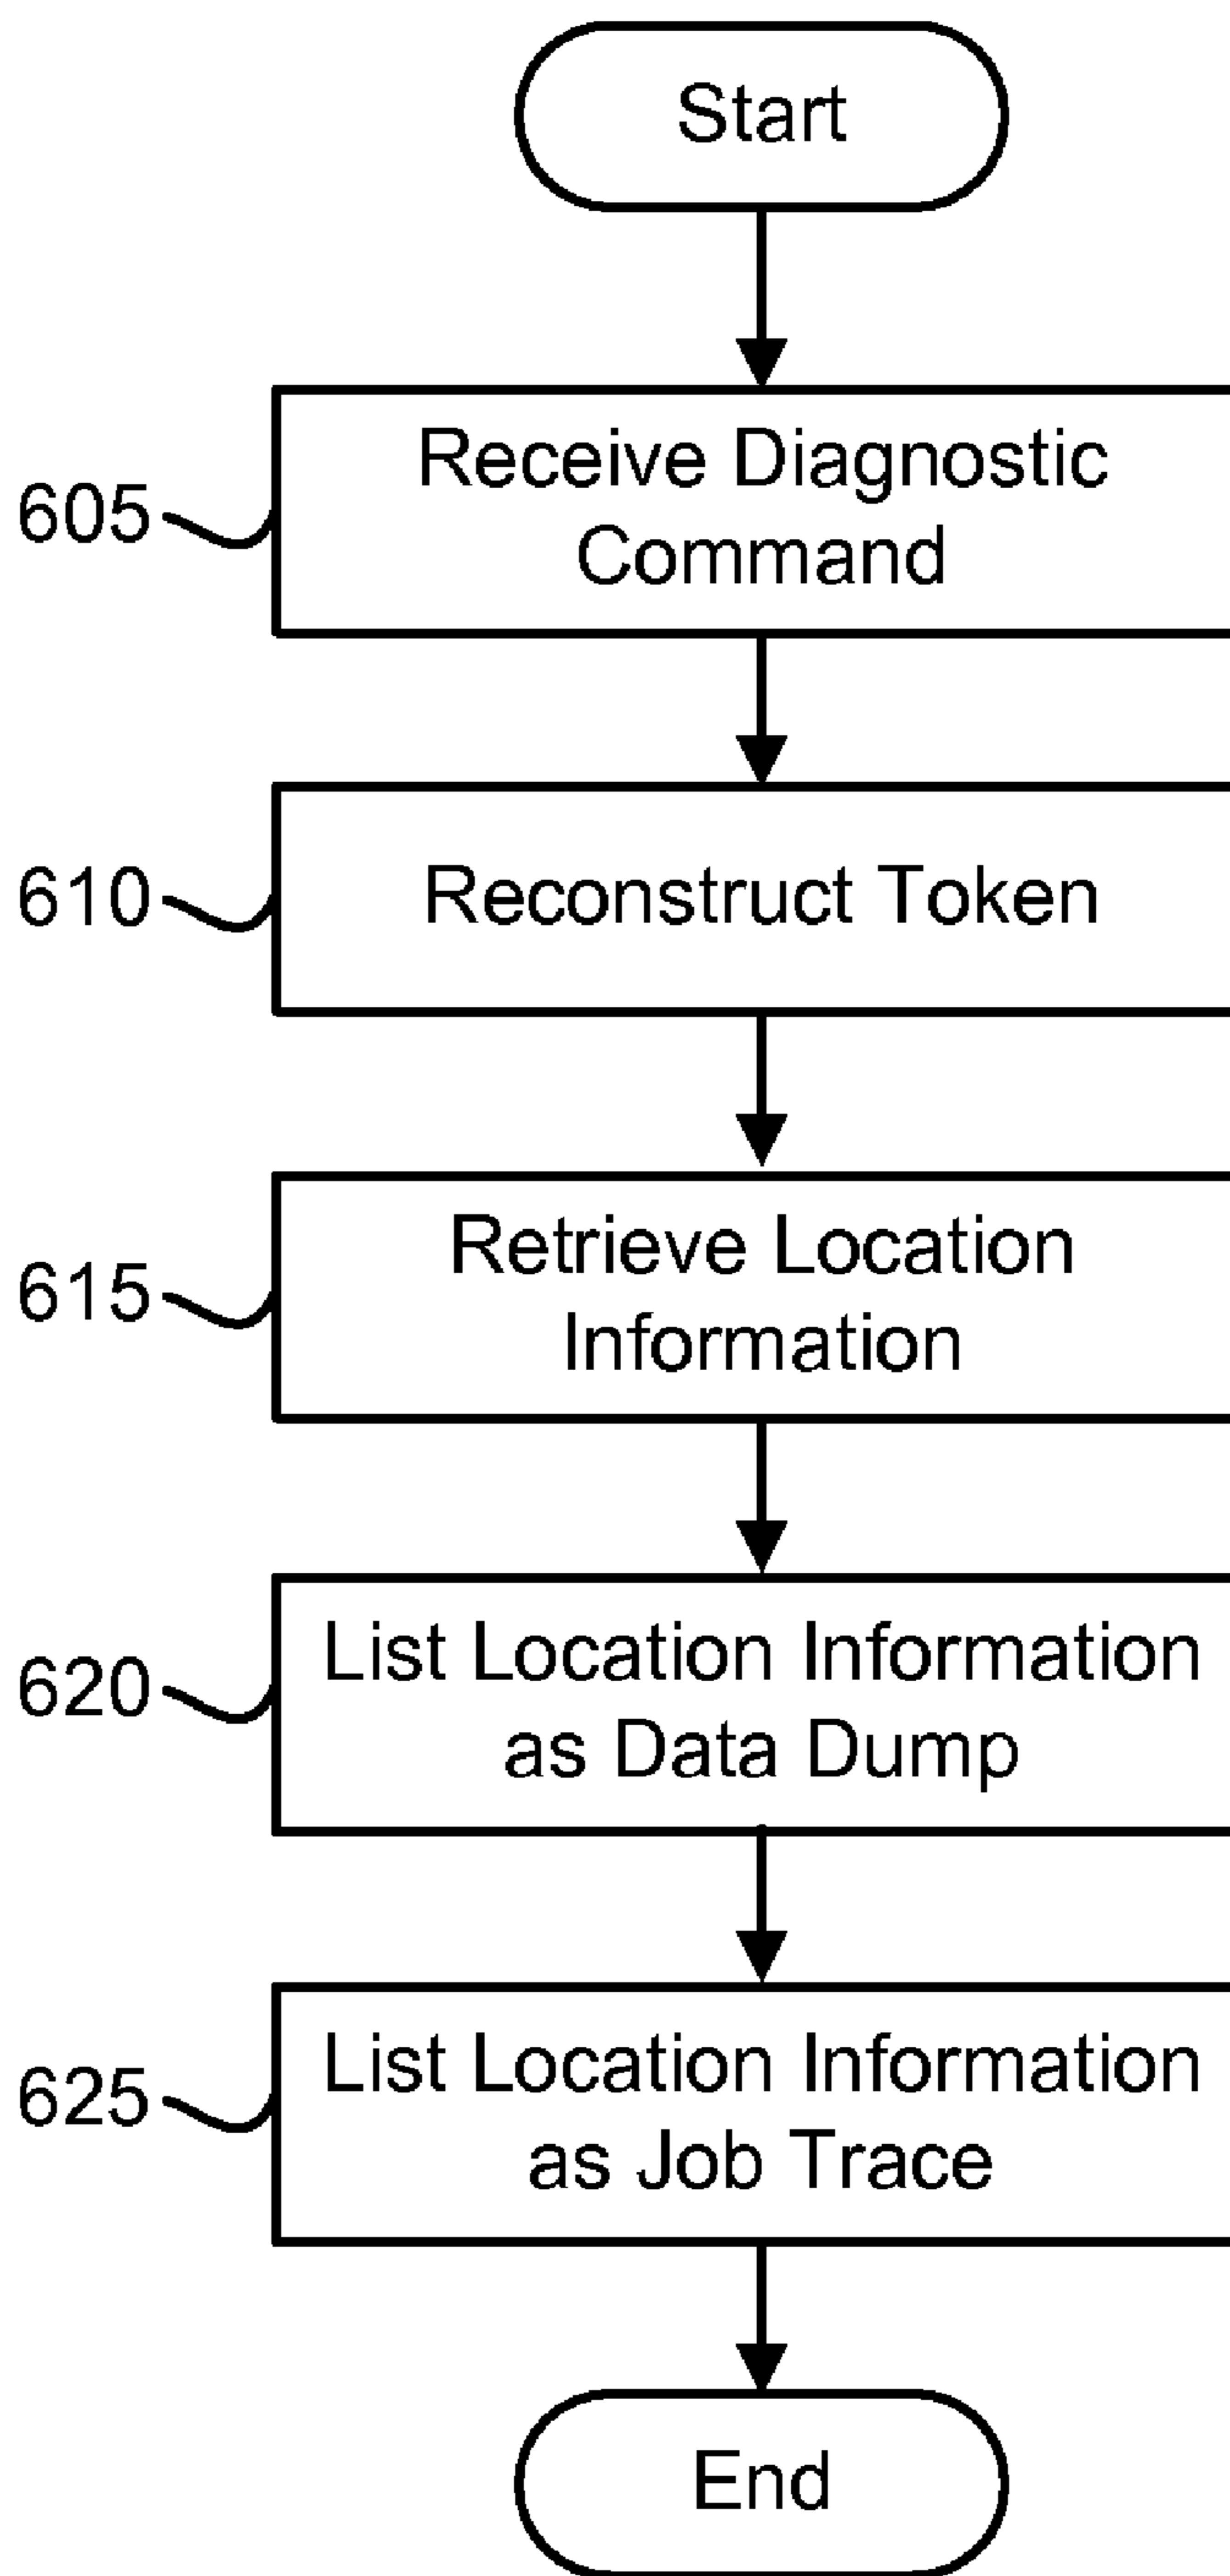 Start
605
Receive Diagnostic
Command
610
Reconstruct Token
615
Retrieve Location
Information
620
List Location Information
as Data Dump
625
List Location Information
as Job Trace
End